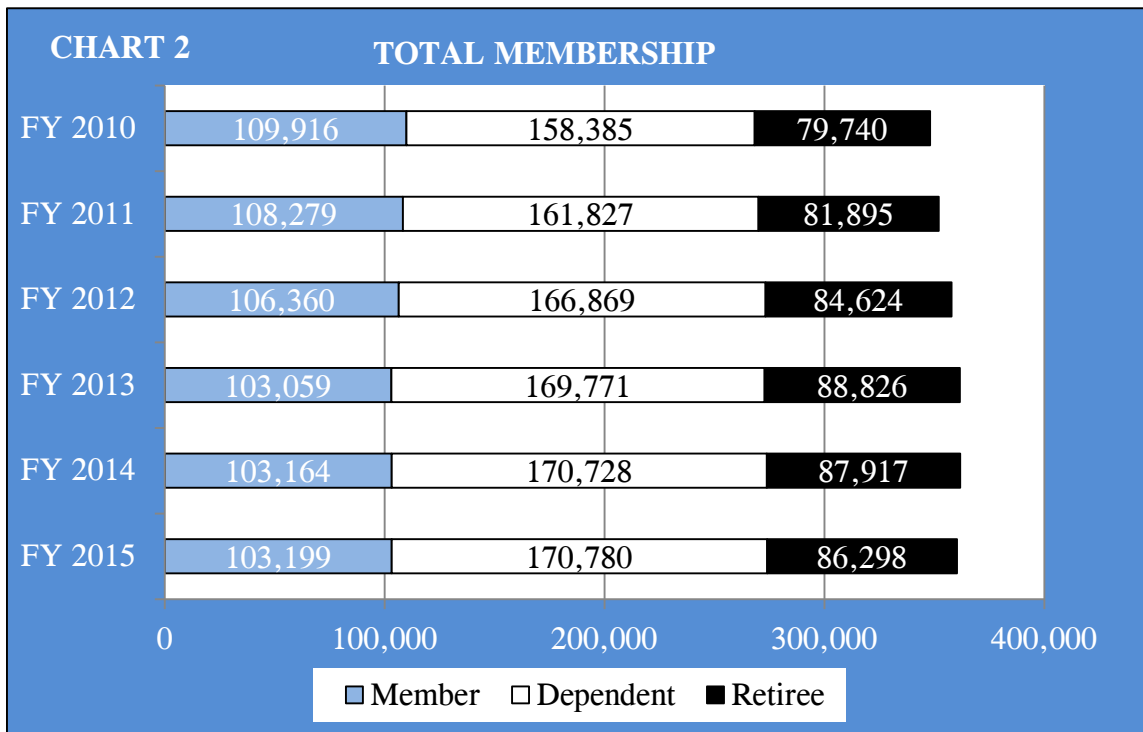 CHART 2
TOTAL MEMBERSHIP
FY 2010 109,916 158,385 79,740
FY 2011 108,279 161,827 81,895
FY 2012 106,360 166,869 84,624
FY 2013 103,059 169,771 88,826
FY 2014 103,164 170,728 87,917
FY 2015 103,199 170,780 86,298
0 100,000 200,000 300,000 400,000
Member Dependent Retiree